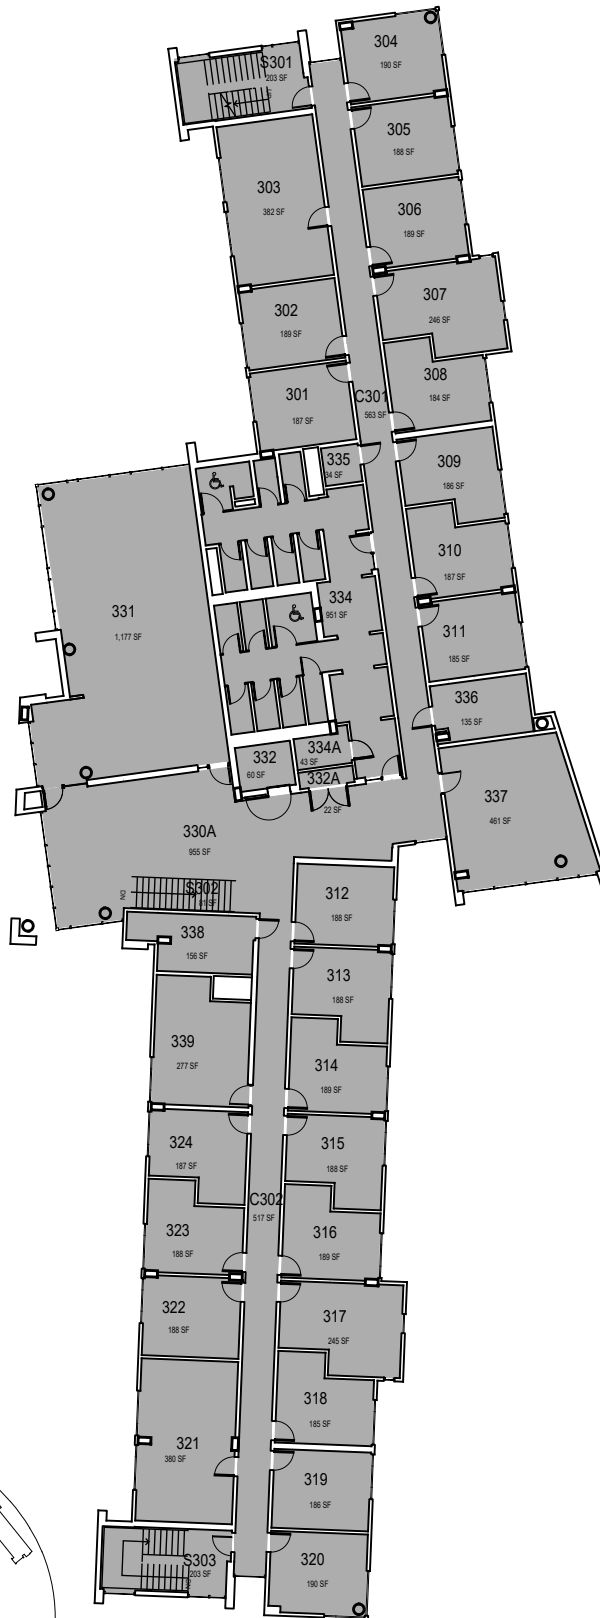 304
190 SF
S301
203 SF
305
188 SF
303
382 SF
306
189 SF
307
246 SF
302
189 SF
308
184 SF
301
187 SF
C301
563 SF
335
34 SF
309
186 SF
310
187 SF
334
951 SF
331
1,177 SF
311
185 SF
336
135 SF
334A
43 SF
332
60 SF
332A
22 SF
337
461 SF
330A
955 SF
S302
81 SF
DN
312
188 SF
338
156 SF
313
188 SF
339
277 SF
314
189 SF
324
187 SF
315
188 SF
C302
517 SF
323
188 SF
316
189 SF
322
188 SF
317
245 SF
318
185 SF
321
380 SF
319
186 SF
S303
203 SF
320
190 SF